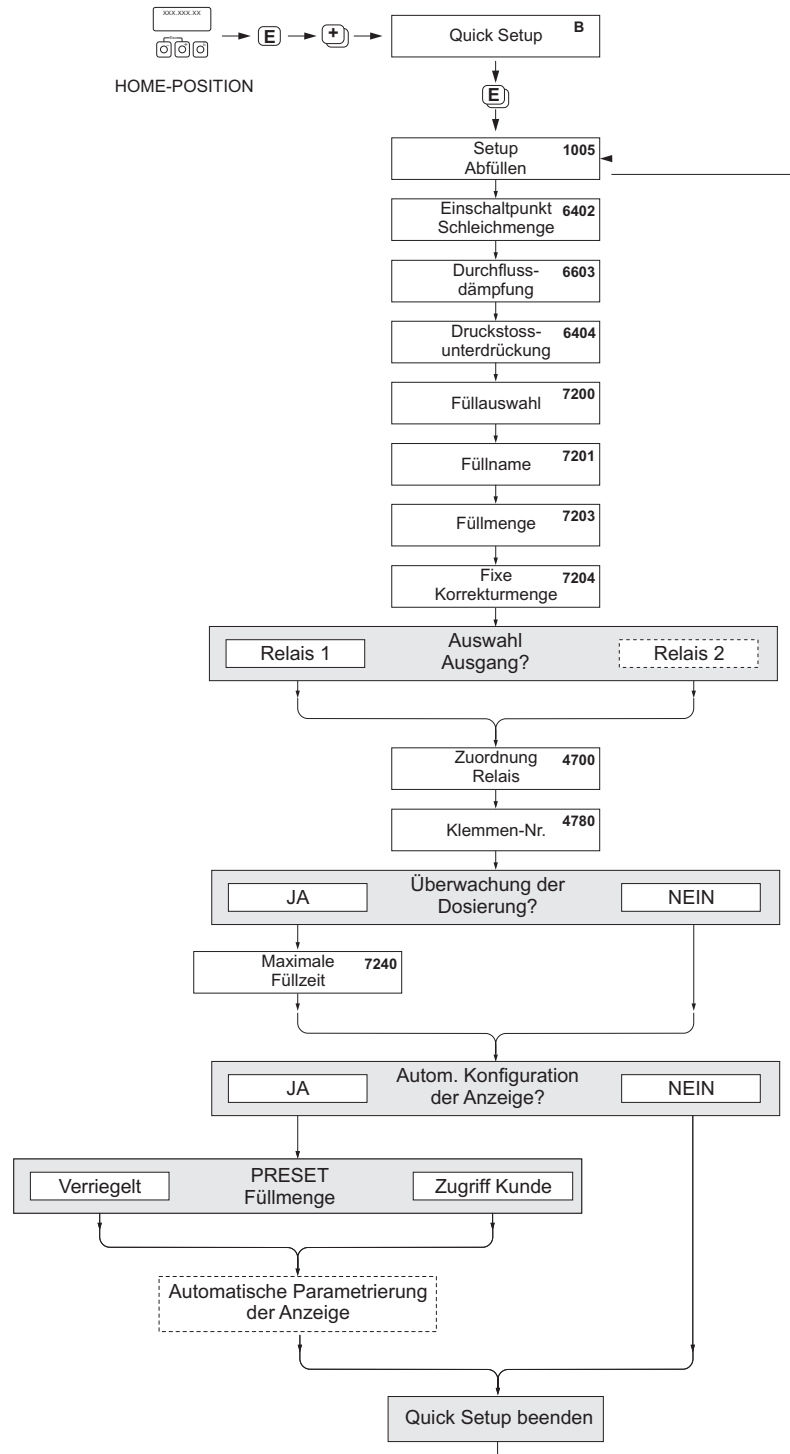 xxx.xxx.xx
Esc
E
+
HOME-POSITION
Quick Setup B
E
Setup 1005
Abfüllen
Einschaltpunkt 6402
Schleichmenge
Durchfluss- 6603
dämpfung
Druckstoss- 6404
unterdrückung
Füllauswahl 7200
Füllname 7201
Füllmenge 7203
Fixe 7204
Korrekturmenge
Relais 1
Auswahl
Ausgang?
Relais 2
Zuordnung 4700
Relais
Klemmen-Nr. 4780
JA
Überwachung der
Dosierung?
NEIN
Maximale 7240
Füllzeit
JA
Autom. Konfiguration
der Anzeige?
NEIN
Verriegelt
PRESET
Füllmenge
Zugriff Kunde
Automatische Parametrierung
der Anzeige
Quick Setup beenden